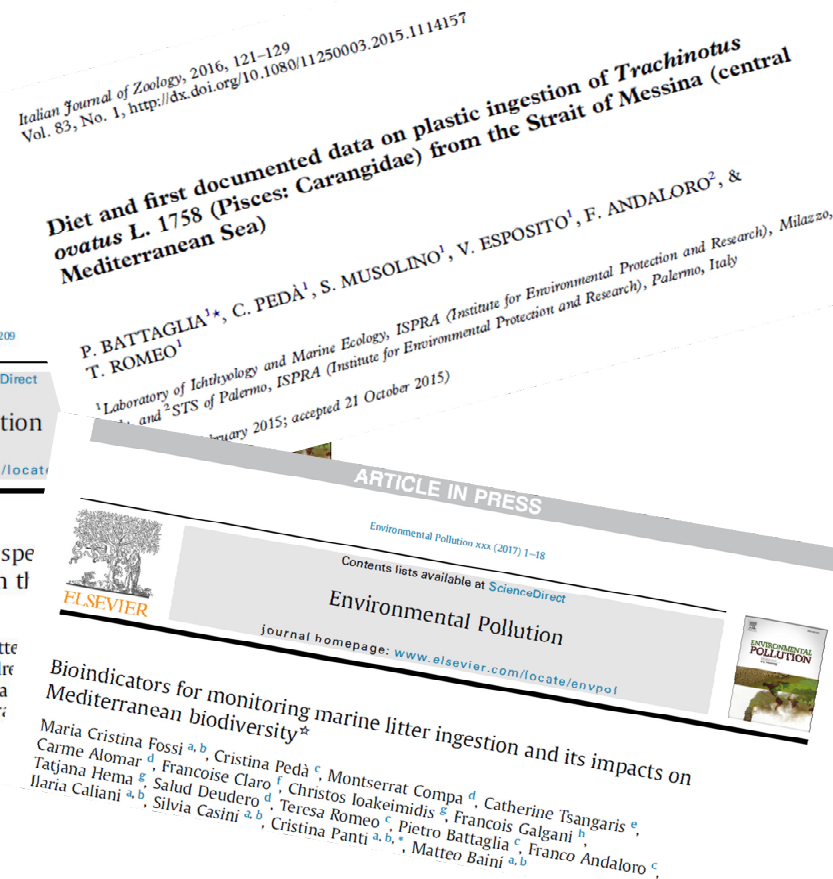 Italian Journal of Zoology, 2016, 121–129
Vol. 83, No. 1, http://dx.doi.org/10.1080/11250003.2015.1114157
Diet and first documented data on plastic ingestion of Trachinotus
ovatus L. 1758 (Pisces: Carangidae) from the Strait of Messina (central
Mediterranean Sea)
P. BATTAGLIA¹*, C. PEDÀ¹, S. MUSOLINO¹, V. ESPOSITO¹, F. ANDALORO², &
T. ROMEO¹
¹Laboratory of Ichthyology and Marine Ecology, ISPRA (Institute for Environmental Protection and Research), Milazzo,
and ²STS of Palermo, ISPRA (Institute for Environmental Protection and Research), Palermo, Italy
2015; accepted 21 October 2015)
209
Direct
tion
/locate
spe
ARTICLE IN PRESS
Environmental Pollution xxx (2017) 1–18
Contents lists available at ScienceDirect
Environmental Pollution
journal homepage: www.elsevier.com/locate/envpol
ELSEVIER
ENVIRONMENTAL
POLLUTION
Bioindicators for monitoring marine litter ingestion and its impacts on
Mediterranean biodiversity☆
Maria Cristina Fossi a, b, Cristina Pedà c, Montserrat Compa d, Catherine Tsangaris e,
Carme Alomar d, Francoise Claro f, Christos Ioakeimidis g, Francois Galgani h,
Tatjana Hema g, Salud Deudero d, Teresa Romeo c, Pietro Battaglia c, Franco Andaloro c,
Ilaria Caliani a, b, Silvia Casini a, b, Cristina Panti a, b, *, Matteo Baini a, b